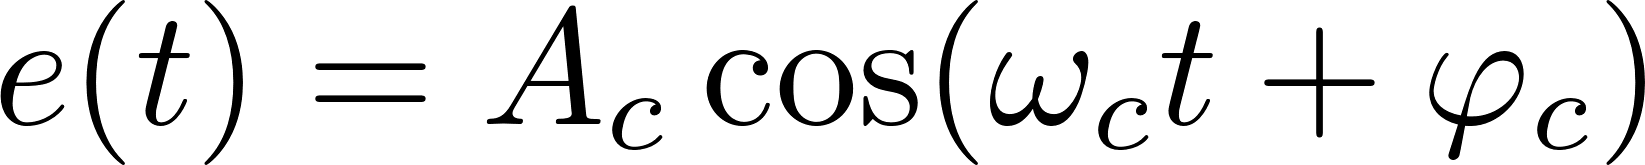 e(t) = A_c cos(ω_c t + φ_c)